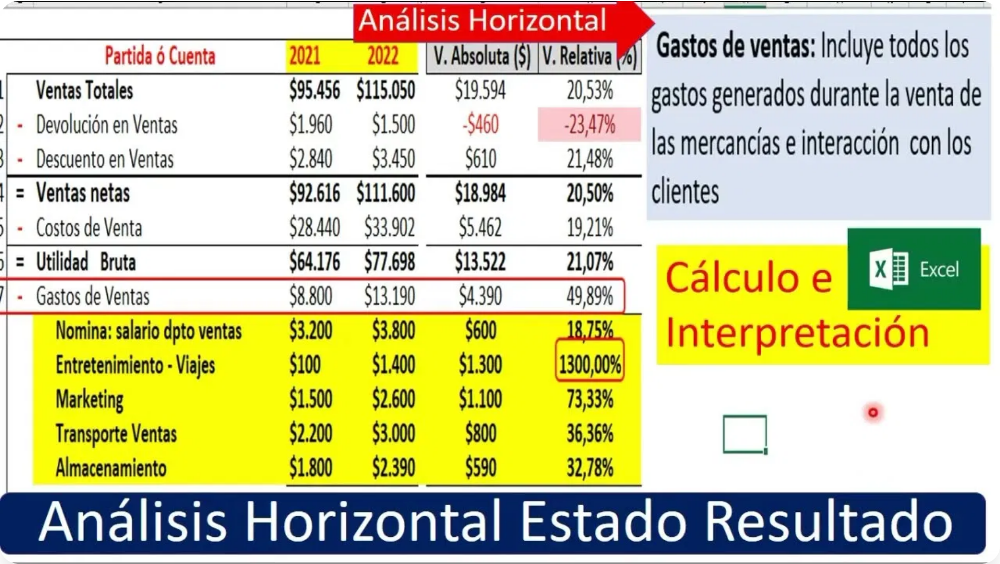 Análisis Horizontal
Partida ó Cuenta 2021 2022 V. Absoluta ($) V. Relativa (%)
Ventas Totales $95.456 $115.050 $19.594 20,53%
- Devolución en Ventas $1.960 $1.500 -$460 -23,47%
- Descuento en Ventas $2.840 $3.450 $610 21,48%
= Ventas netas $92.616 $111.600 $18.984 20,50%
- Costos de Venta $28.440 $33.902 $5.462 19,21%
= Utilidad Bruta $64.176 $77.698 $13.522 21,07%
- Gastos de Ventas $8.800 $13.190 $4.390 49,89%
Nomina: salario dpto ventas $3.200 $3.800 $600 18,75%
Entretenimiento - Viajes $100 $1.400 $1.300 1300,00%
Marketing $1.500 $2.600 $1.100 73,33%
Transporte Ventas $2.200 $3.000 $800 36,36%
Almacenamiento $1.800 $2.390 $590 32,78%
Gastos de ventas: Incluye todos los
gastos generados durante la venta de
las mercancías e interacción con los
clientes
Cálculo e
X Excel
Interpretación
Análisis Horizontal Estado Resultado